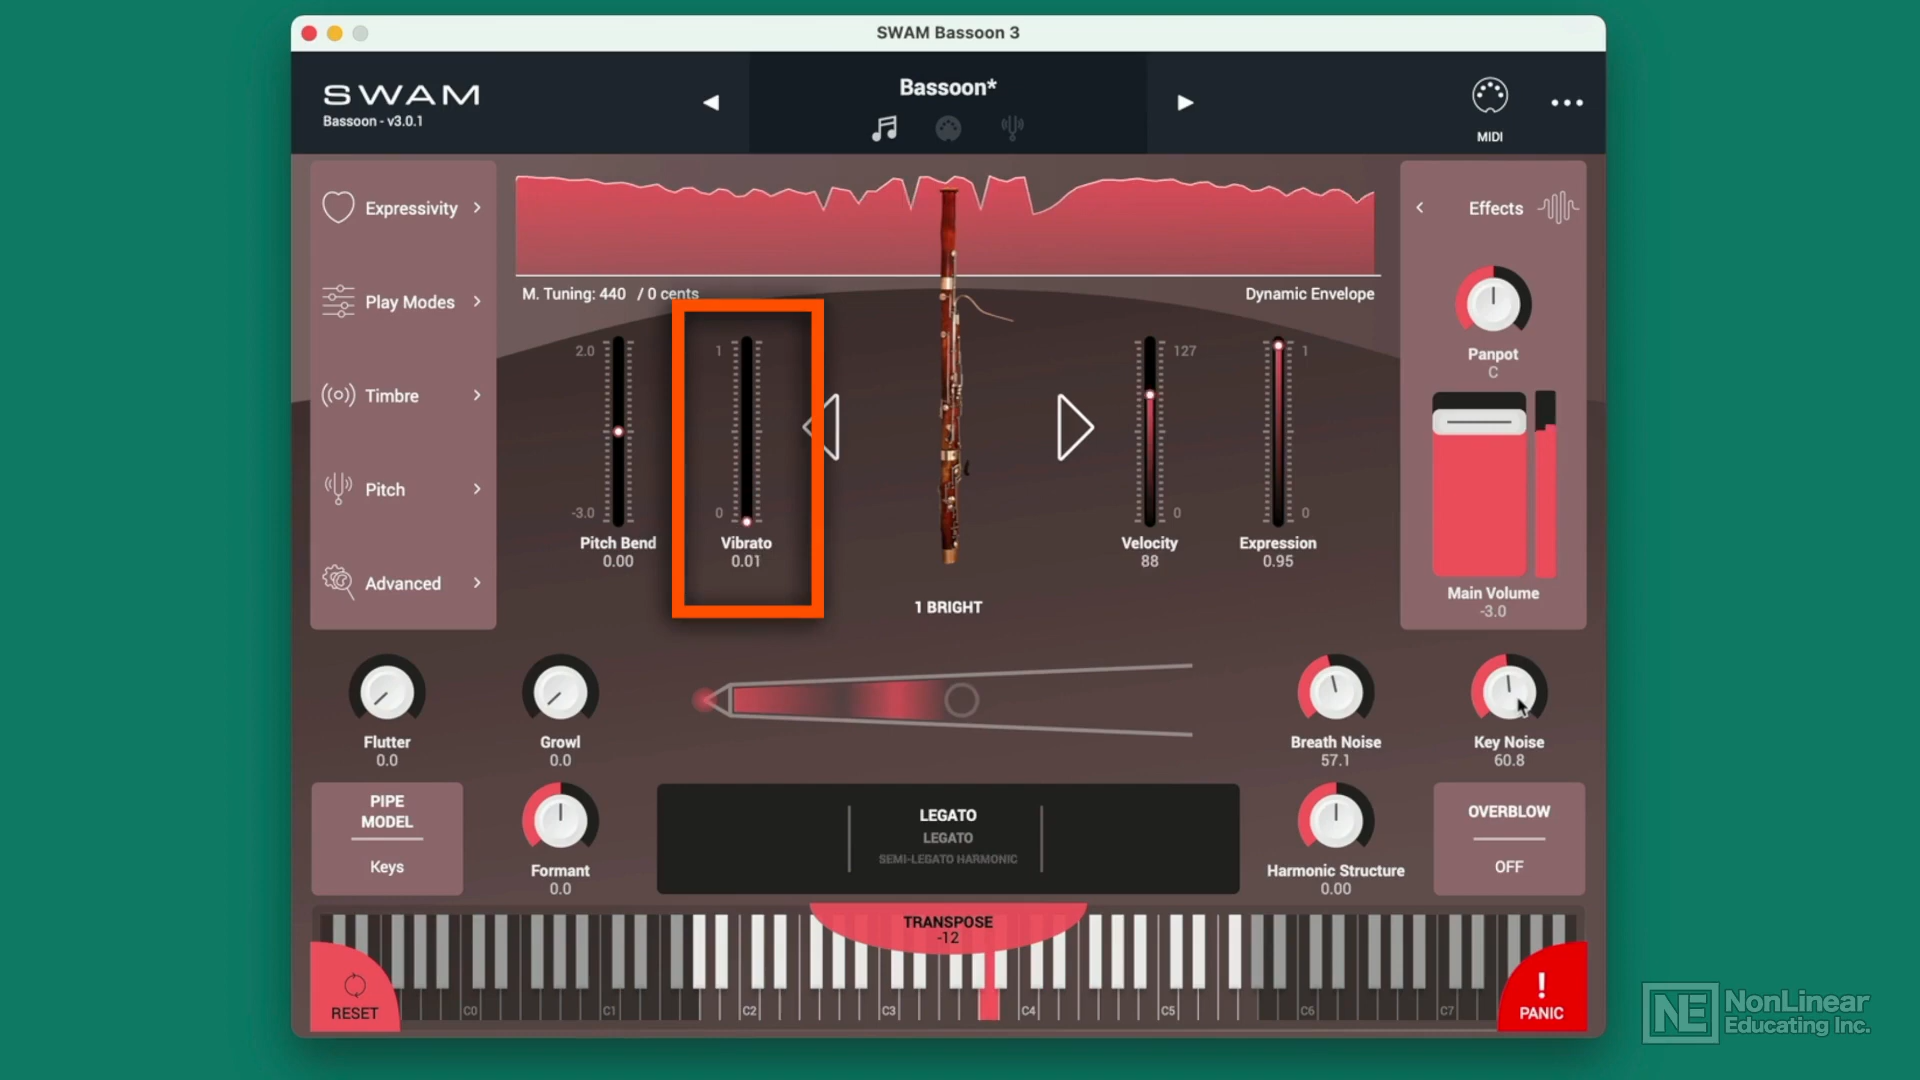 SWAM Bassoon 3
SWAM
Bassoon - v3.0.1
Bassoon*
MIDI
Expressivity
Play Modes
Timbre
Pitch
Advanced
M. Tuning: 440 / 0 cents
Dynamic Envelope
Effects
Panpot
C
2.0
-3.0
Pitch Bend
0.00
1
0
Vibrato
0.01
127
0
Velocity
88
1
0
Expression
0.95
Main Volume
-3.0
1 BRIGHT
Flutter
0.0
Growl
0.0
Breath Noise
57.1
Key Noise
60.8
PIPE
MODEL
Keys
Formant
0.0
LEGATO
LEGATO
SEMI-LEGATO HARMONIC
Harmonic Structure
0.00
OVERBLOW
OFF
TRANSPOSE
-12
RESET
C0
C1
C2
C3
C4
C5
C6
C7
!
PANIC
NE
NonLinear
Educating Inc.